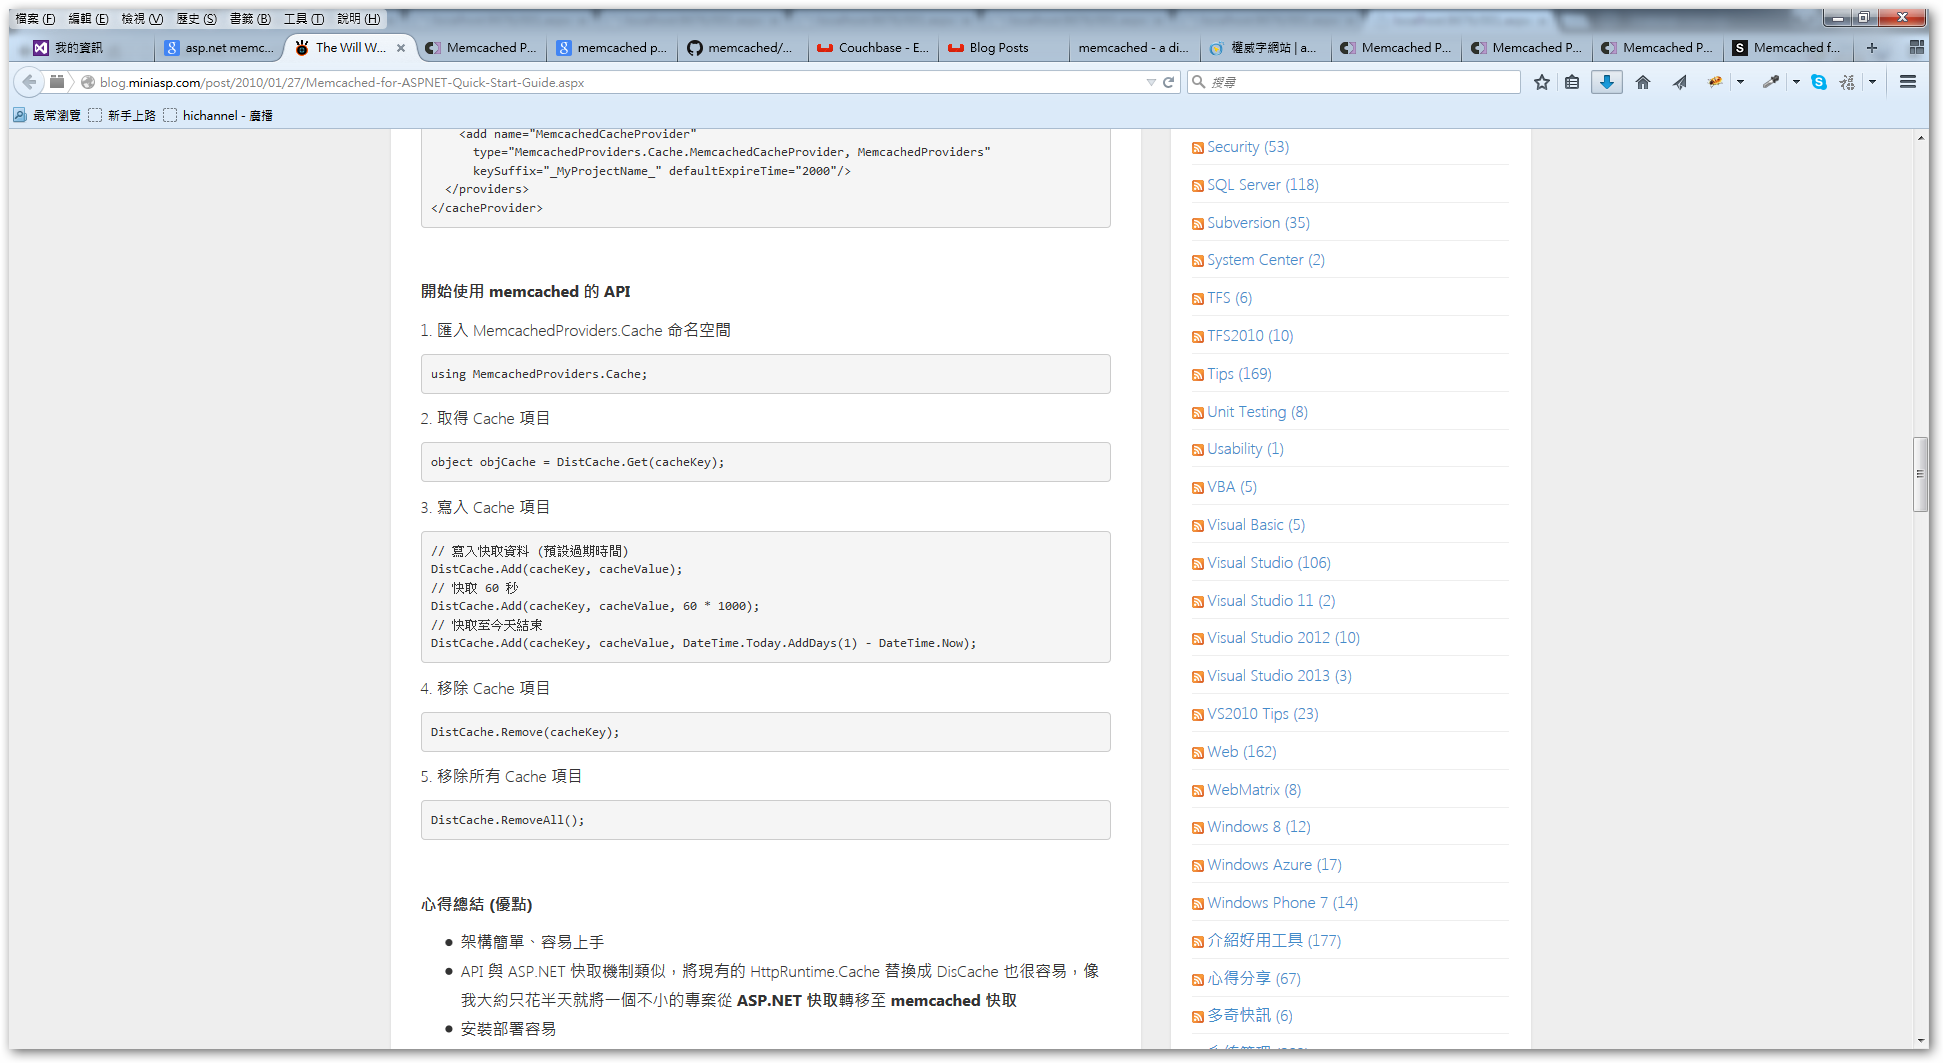 檔案 (F) 編輯 (E) 檢視 (V) 歷史 (S) 書籤 (B) 工具 (T) 說明 (H)
我的資訊
asp.net memc...
The Will W...
Memcached P...
memcached p...
memcached/...
Couchbase - E...
Blog Posts
memcached - a di...
權威字網站 | a...
Memcached P...
Memcached P...
Memcached P...
Memcached f...
blog.miniasp.com/post/2010/01/27/Memcached-for-ASPNET-Quick-Start-Guide.aspx
搜尋
最常瀏覽 新手上路 hichannel - 廣播
<add name="MemcachedCacheProvider"
type="MemcachedProviders.Cache.MemcachedCacheProvider, MemcachedProviders"
keySuffix="_MyProjectName_" defaultExpireTime="2000"/>
</providers>
</cacheProvider>
開始使用 memcached 的 API
1. 匯入 MemcachedProviders.Cache 命名空間
using MemcachedProviders.Cache;
2. 取得 Cache 項目
object objCache = DistCache.Get(cacheKey);
3. 寫入 Cache 項目
// 寫入快取資料 (預設過期時間)
DistCache.Add(cacheKey, cacheValue);
// 快取 60 秒
DistCache.Add(cacheKey, cacheValue, 60 * 1000);
// 快取至今天結束
DistCache.Add(cacheKey, cacheValue, DateTime.Today.AddDays(1) - DateTime.Now);
4. 移除 Cache 項目
DistCache.Remove(cacheKey);
5. 移除所有 Cache 項目
DistCache.RemoveAll();
心得總結 (優點)
● 架構簡單、容易上手
● API 與 ASP.NET 快取機制類似，將現有的 HttpRuntime.Cache 替換成 DisCache 也很容易，像
我大約只花半天就將一個不小的專案從 ASP.NET 快取轉移至 memcached 快取
● 安裝部署容易
Security (53)
SQL Server (118)
Subversion (35)
System Center (2)
TFS (6)
TFS2010 (10)
Tips (169)
Unit Testing (8)
Usability (1)
VBA (5)
Visual Basic (5)
Visual Studio (106)
Visual Studio 11 (2)
Visual Studio 2012 (10)
Visual Studio 2013 (3)
VS2010 Tips (23)
Web (162)
WebMatrix (8)
Windows 8 (12)
Windows Azure (17)
Windows Phone 7 (14)
介紹好用工具 (177)
心得分享 (67)
多奇快訊 (6)